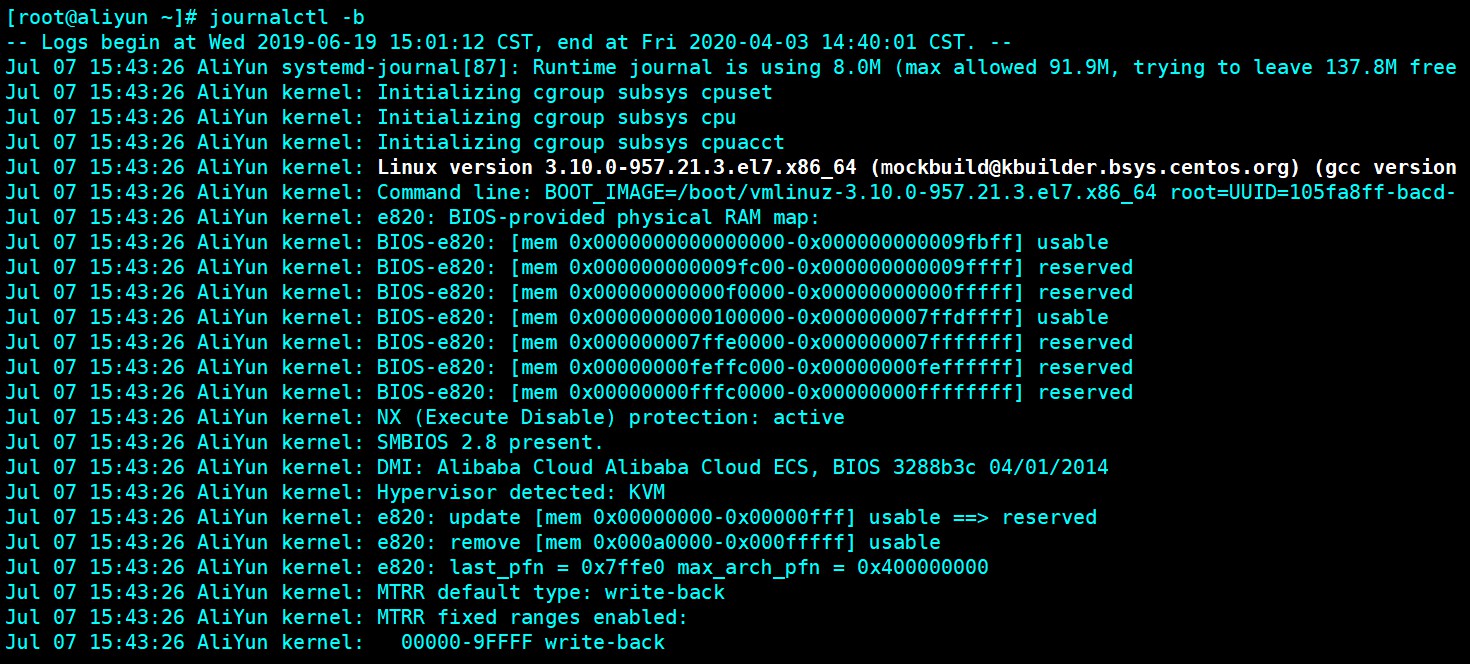 [root@aliyun ~]# journalctl -b
-- Logs begin at Wed 2019-06-19 15:01:12 CST, end at Fri 2020-04-03 14:40:01 CST. --
Jul 07 15:43:26 AliYun systemd-journal[87]: Runtime journal is using 8.0M (max allowed 91.9M, trying to leave 137.8M free
Jul 07 15:43:26 AliYun kernel: Initializing cgroup subsys cpuset
Jul 07 15:43:26 AliYun kernel: Initializing cgroup subsys cpu
Jul 07 15:43:26 AliYun kernel: Initializing cgroup subsys cpuacct
Jul 07 15:43:26 AliYun kernel: Linux version 3.10.0-957.21.3.el7.x86_64 (mockbuild@kbuilder.bsys.centos.org) (gcc version
Jul 07 15:43:26 AliYun kernel: Command line: BOOT_IMAGE=/boot/vmlinuz-3.10.0-957.21.3.el7.x86_64 root=UUID=105fa8ff-bacd-
Jul 07 15:43:26 AliYun kernel: e820: BIOS-provided physical RAM map:
Jul 07 15:43:26 AliYun kernel: BIOS-e820: [mem 0x0000000000000000-0x000000000009fbff] usable
Jul 07 15:43:26 AliYun kernel: BIOS-e820: [mem 0x000000000009fc00-0x000000000009ffff] reserved
Jul 07 15:43:26 AliYun kernel: BIOS-e820: [mem 0x00000000000f0000-0x00000000000fffff] reserved
Jul 07 15:43:26 AliYun kernel: BIOS-e820: [mem 0x0000000000100000-0x000000007ffdffff] usable
Jul 07 15:43:26 AliYun kernel: BIOS-e820: [mem 0x000000007ffe0000-0x000000007fffffff] reserved
Jul 07 15:43:26 AliYun kernel: BIOS-e820: [mem 0x00000000feffc000-0x00000000feffffff] reserved
Jul 07 15:43:26 AliYun kernel: BIOS-e820: [mem 0x00000000fffc0000-0x00000000ffffffff] reserved
Jul 07 15:43:26 AliYun kernel: NX (Execute Disable) protection: active
Jul 07 15:43:26 AliYun kernel: SMBIOS 2.8 present.
Jul 07 15:43:26 AliYun kernel: DMI: Alibaba Cloud Alibaba Cloud ECS, BIOS 3288b3c 04/01/2014
Jul 07 15:43:26 AliYun kernel: Hypervisor detected: KVM
Jul 07 15:43:26 AliYun kernel: e820: update [mem 0x00000000-0x00000fff] usable ==> reserved
Jul 07 15:43:26 AliYun kernel: e820: remove [mem 0x000a0000-0x000fffff] usable
Jul 07 15:43:26 AliYun kernel: e820: last_pfn = 0x7ffe0 max_arch_pfn = 0x400000000
Jul 07 15:43:26 AliYun kernel: MTRR default type: write-back
Jul 07 15:43:26 AliYun kernel: MTRR fixed ranges enabled:
Jul 07 15:43:26 AliYun kernel:   00000-9FFFF write-back